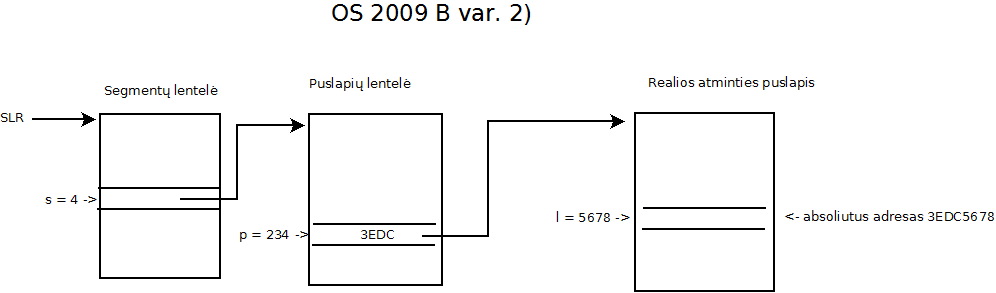 OS 2009 B var. 2)
Segmentų lentelė
Puslapių lentelė
Realios atminties puslapis
SLR
s = 4 ->
p = 234 ->
3EDC
l = 5678 ->
<- absoliutus adresas 3EDC5678